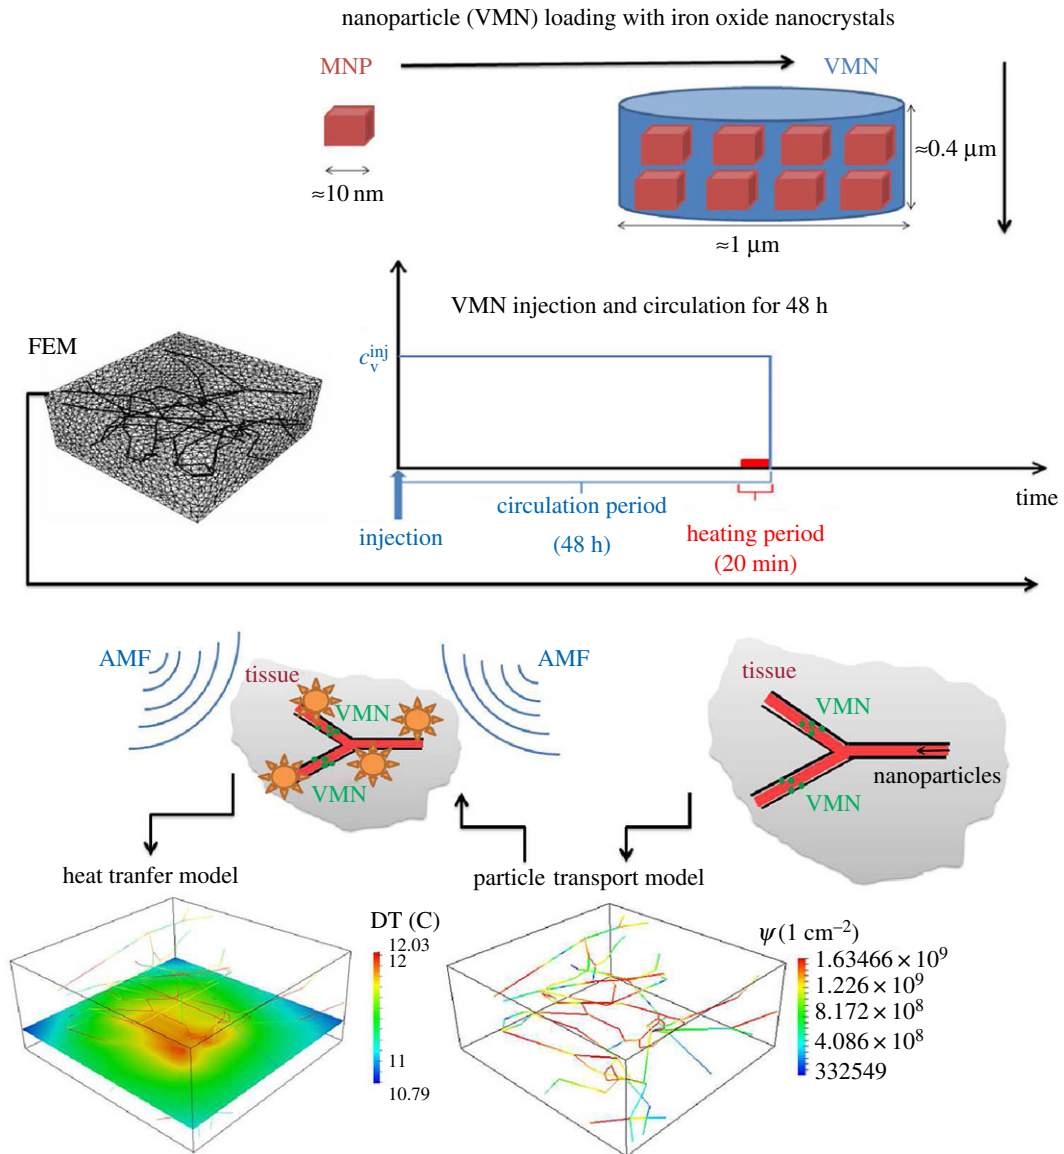 nanoparticle (VMN) loading with iron oxide nanocrystals
MNP
VMN
≈0.4 μm
≈10 nm
≈1 μm
VMN injection and circulation for 48 h
FEM
c_v^inj
time
circulation period
injection
(48 h)
heating period
(20 min)
AMF
AMF
tissue
VMN
VMN
tissue
VMN
nanoparticles
VMN
heat tranfer model
particle transport model
DT (C)
12.03
12
11
10.79
ψ (1 cm⁻²)
1.63466 × 10⁹
1.226 × 10⁹
8.172 × 10⁸
4.086 × 10⁸
332549